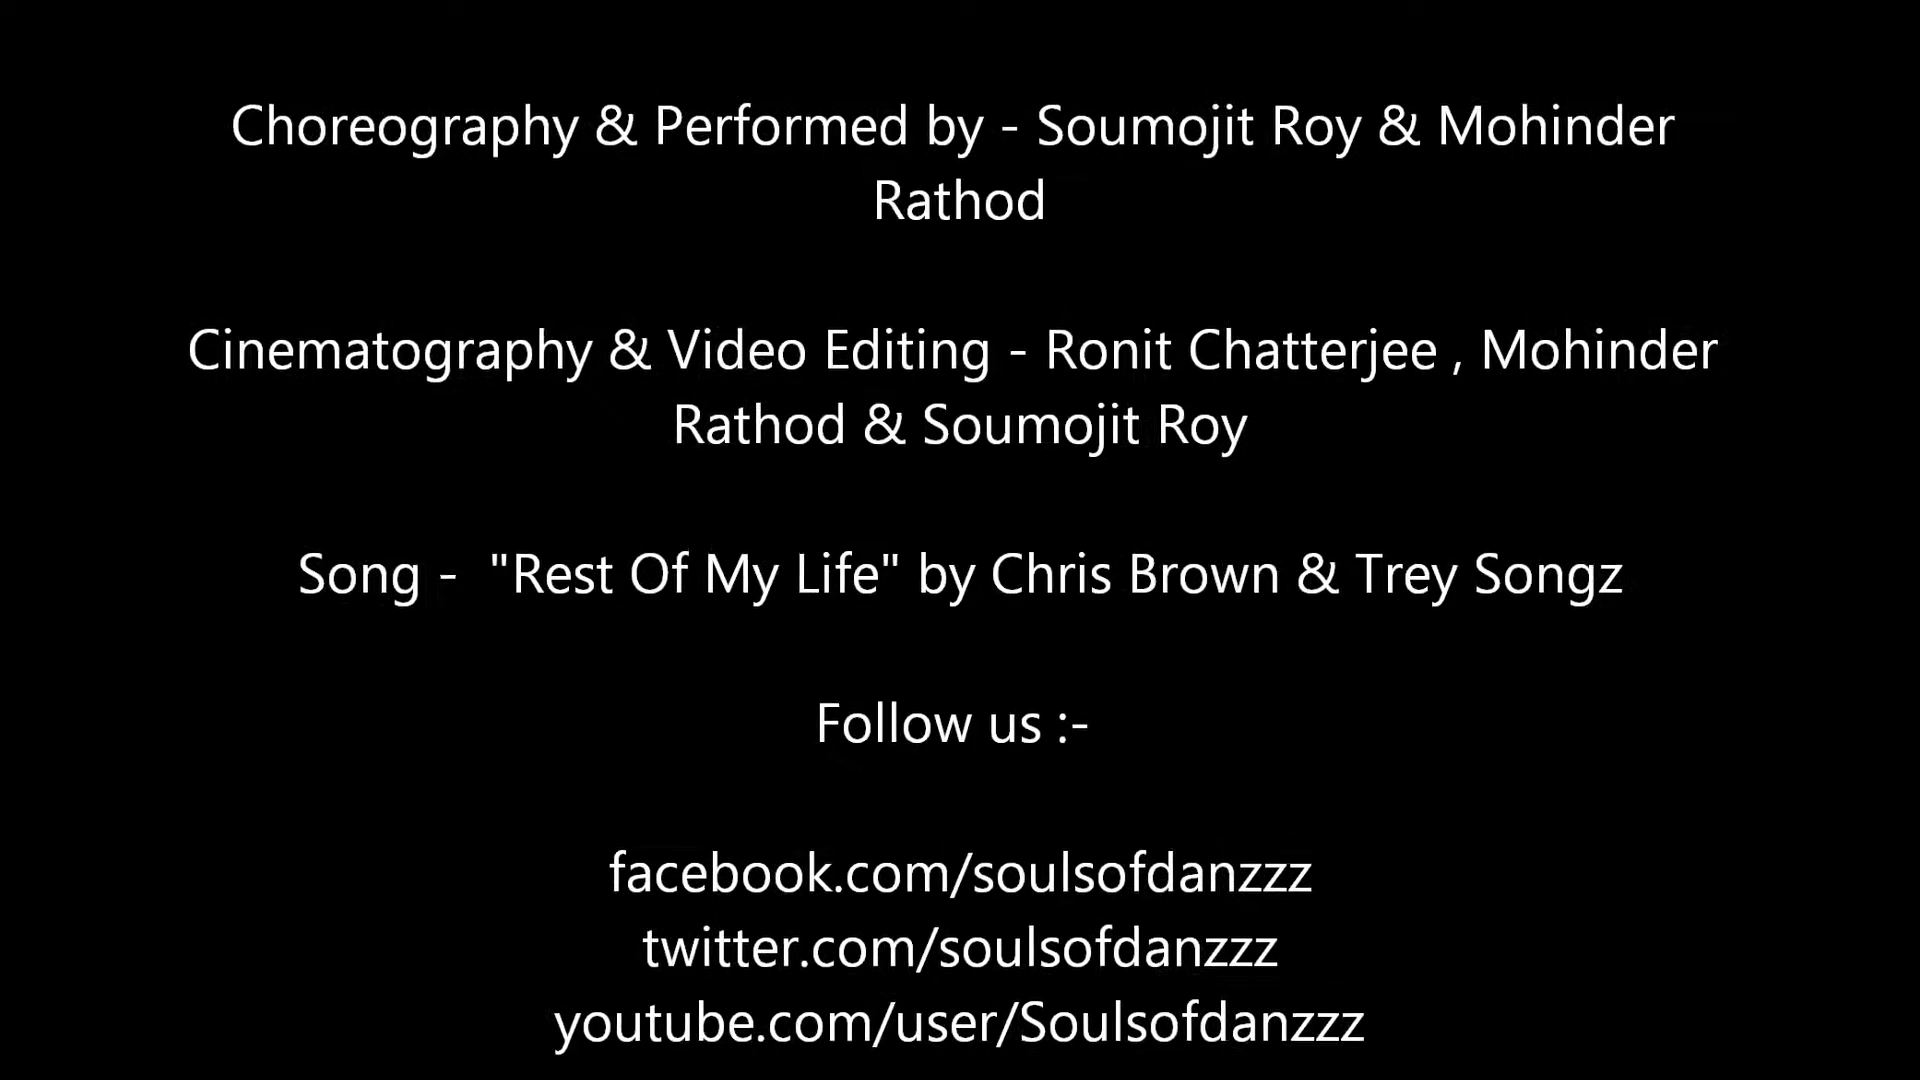 Choreography & Performed by - Soumojit Roy & Mohinder
Rathod
Cinematography & Video Editing - Ronit Chatterjee , Mohinder
Rathod & Soumojit Roy
Song -  "Rest Of My Life" by Chris Brown & Trey Songz
Follow us :-
facebook.com/soulsofdanzzz
twitter.com/soulsofdanzzz
youtube.com/user/Soulsofdanzzz